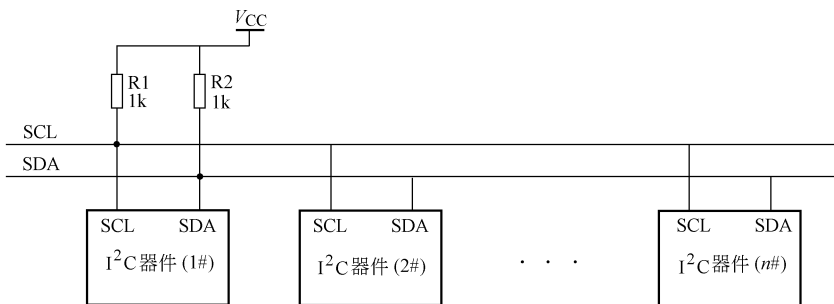 VCC
R1
1k
R2
1k
SCL
SDA
SCL SDA
I²C器件(1#)
SCL SDA
I²C器件(2#)
· · ·
SCL SDA
I²C器件(n#)